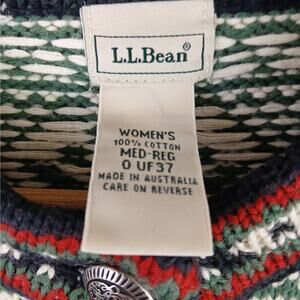 L.L.Bean®
WOMEN'S
100% COTTON
MED-REG
0 UF37
MADE IN AUSTRALIA
CARE ON REVERSE